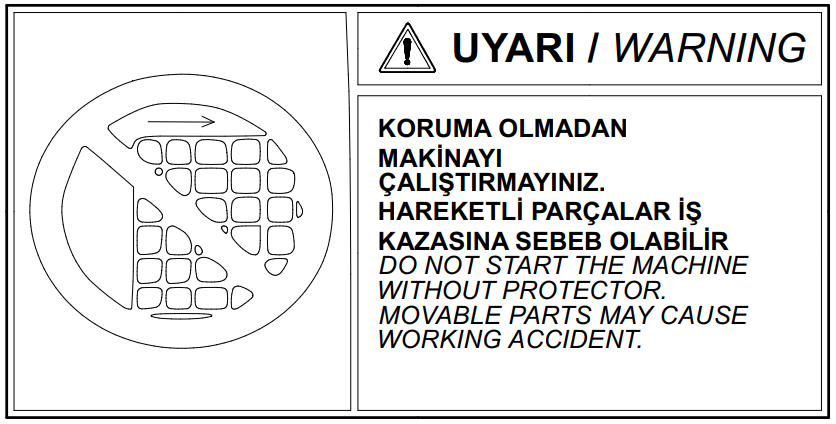 UYARI / WARNING
KORUMA OLMADAN
MAKİNAYI
ÇALIŞTIRMAYINIZ.
HAREKETLİ PARÇALAR İŞ
KAZASINA SEBEB OLABİLİR
DO NOT START THE MACHINE
WITHOUT PROTECTOR.
MOVABLE PARTS MAY CAUSE
WORKING ACCIDENT.